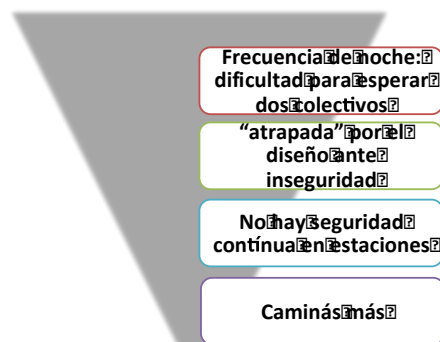 Frecuencia de noche:
dificultad para esperar
dos colectivos
“atrapada” por el
diseño ante
inseguridad
No hay seguridad
contínua en estaciones
Caminás más